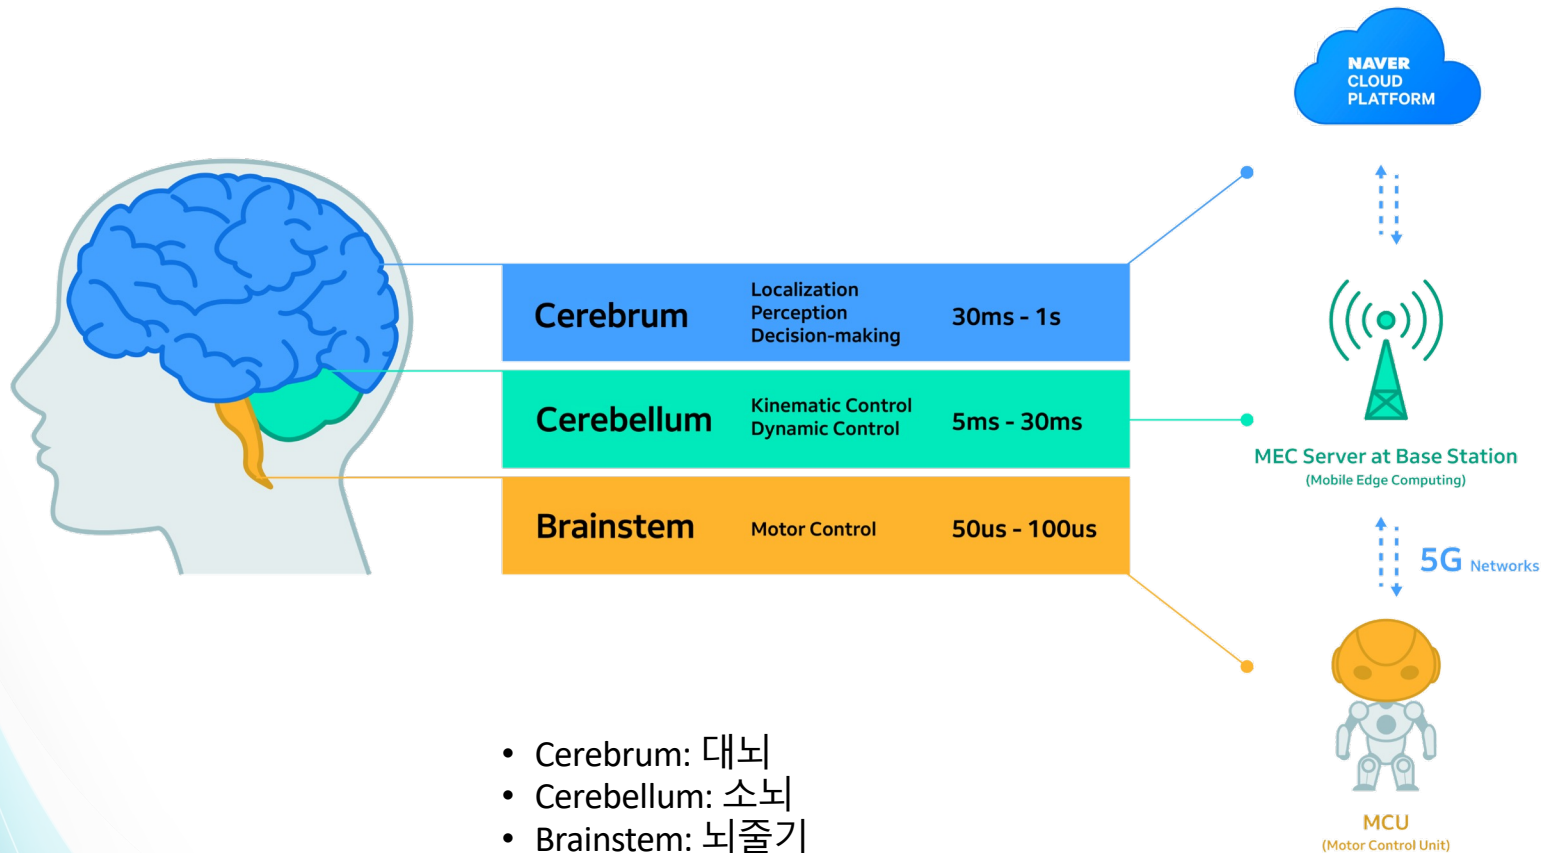 NAVER
CLOUD
PLATFORM
Cerebrum
Localization
Perception
Decision-making
30ms - 1s
Cerebellum
Kinematic Control
Dynamic Control
5ms - 30ms
Brainstem
Motor Control
50us - 100us
MEC Server at Base Station
(Mobile Edge Computing)
5G Networks
MCU
(Motor Control Unit)
• Cerebrum: 대뇌
• Cerebellum: 소뇌
• Brainstem: 뇌줄기